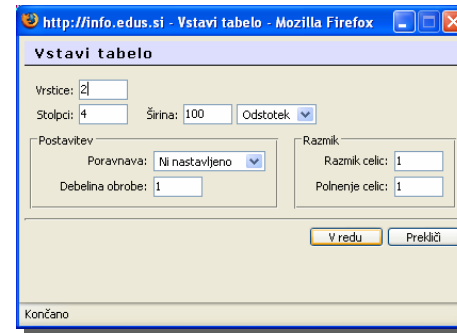 http://info.edus.si - Vstavi tabelo - Mozilla Firefox
Vstavi tabelo
Vrstice: 2
Stolpci: 4 Širina: 100 Odstotek
Postavitev Razmik
Poravnava: Ni nastavljeno Razmik celic: 1
Debelina obrobe: 1 Polnenje celic: 1
V redu Prekliči
Končano